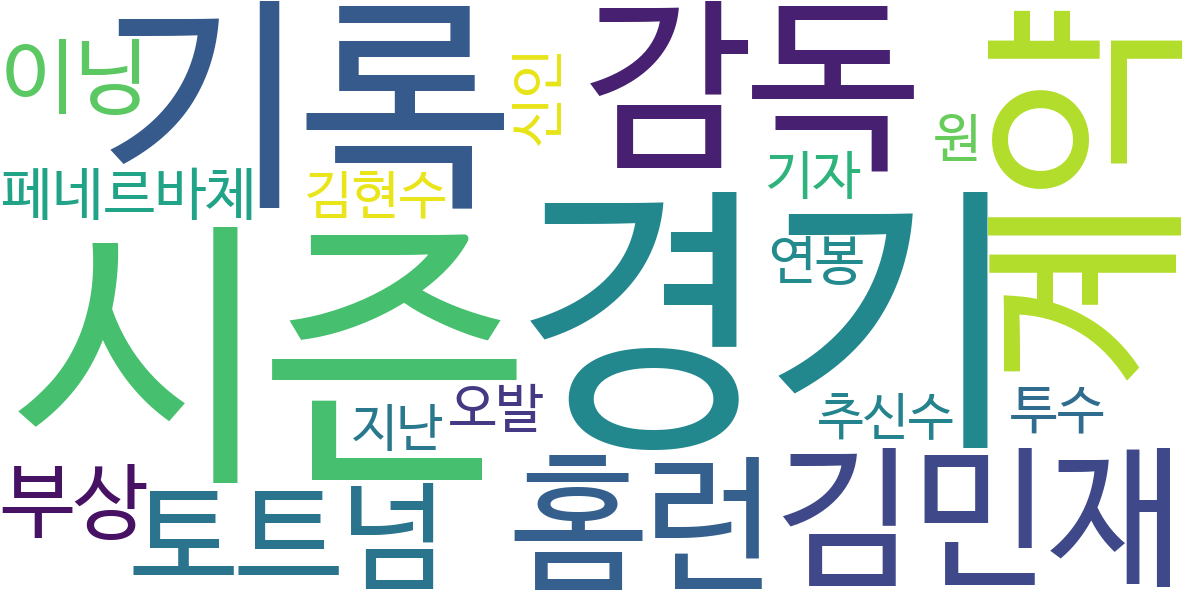 이닝
기록
신인
감독
원
계약
페네르바체
김현수
기자
시즌
경기
연봉
지난
오발
추신수
투수
부상
토트넘
홈런
김민재